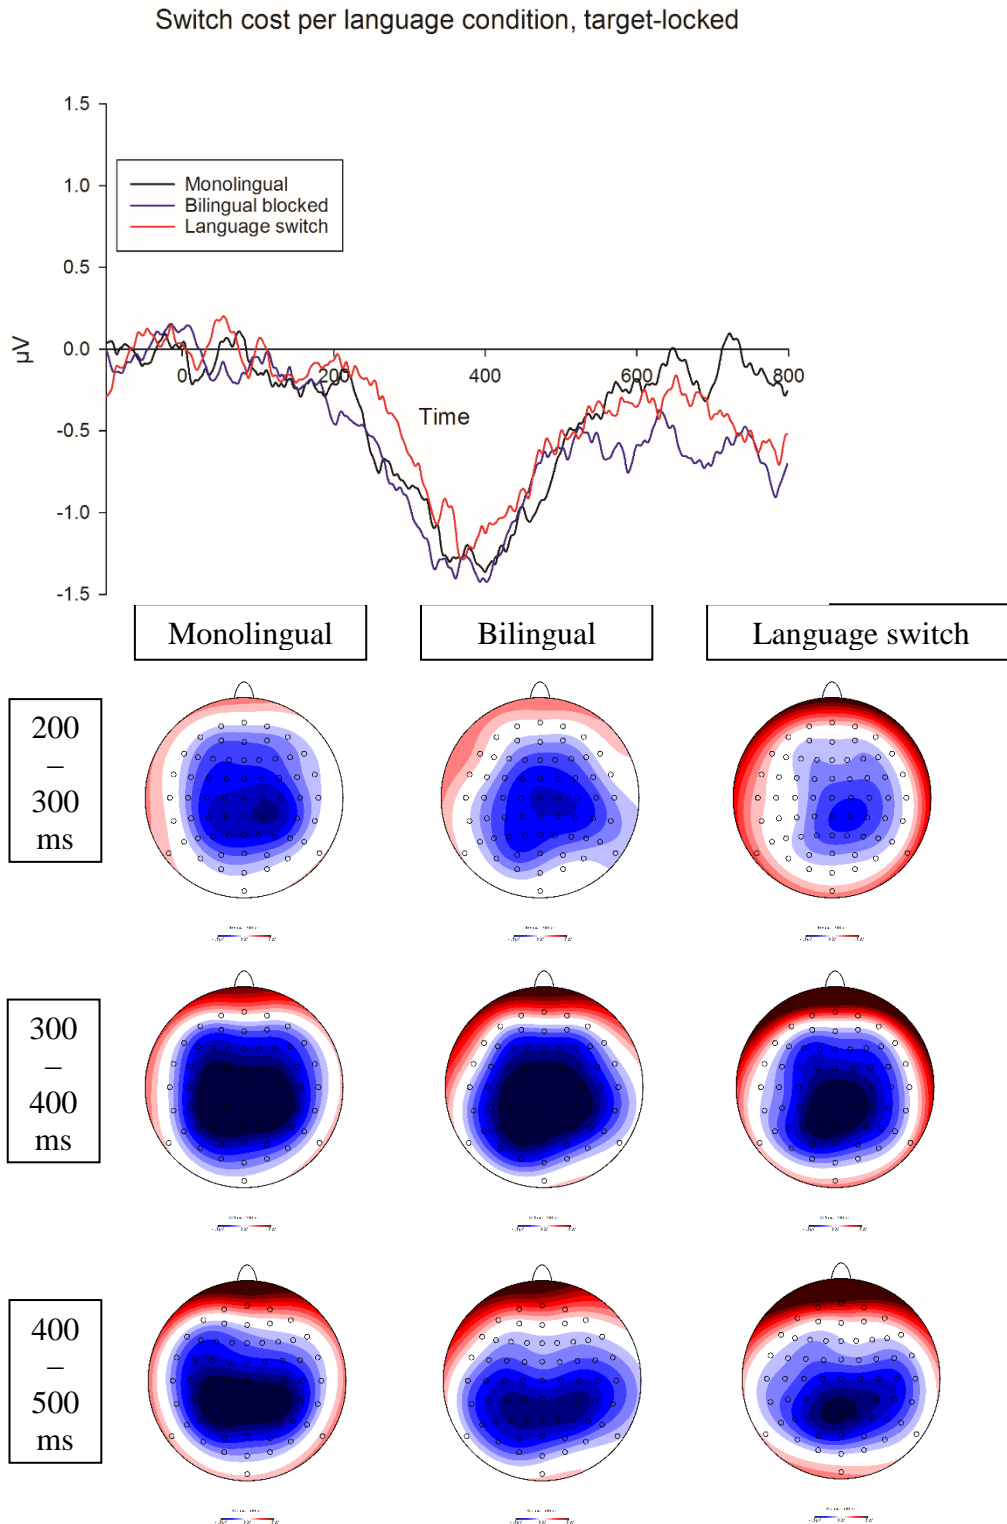 Switch cost per language condition, target-locked
1.5
1.0
0.5
0.0
-0.5
-1.0
-1.5
µV
Monolingual
Bilingual blocked
Language switch
0
200
400
600
800
Time
Monolingual
Bilingual
Language switch
200
–
300
ms
300
–
400
ms
400
–
500
ms